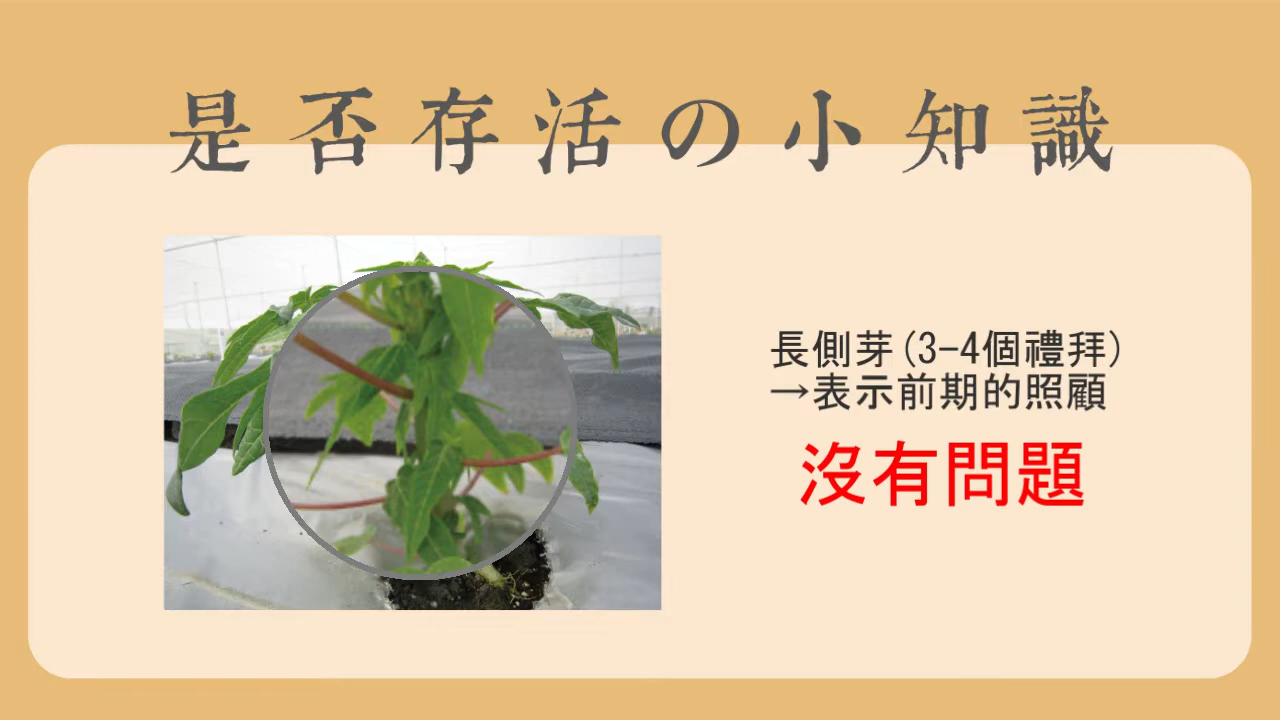 是否存活の小知識
長側芽(3-4個禮拜)
→表示前期的照顧
沒有問題